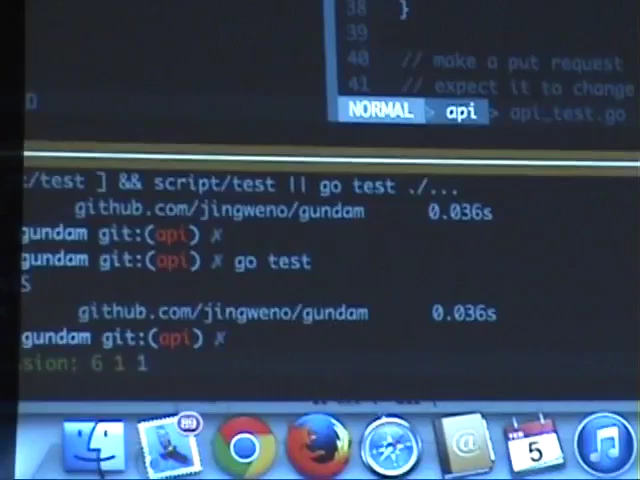 38 }
39
40 // make a put request
41 // expect it to change
NORMAL > api > api_test.go
:/test ] && script/test || go test ./...
github.com/jingweno/gundam 0.036s
gundam git:(api) ✗
gundam git:(api) ✗ go test
S
github.com/jingweno/gundam 0.036s
gundam git:(api) ✗
sion: 6 1 1
89
FEB
5